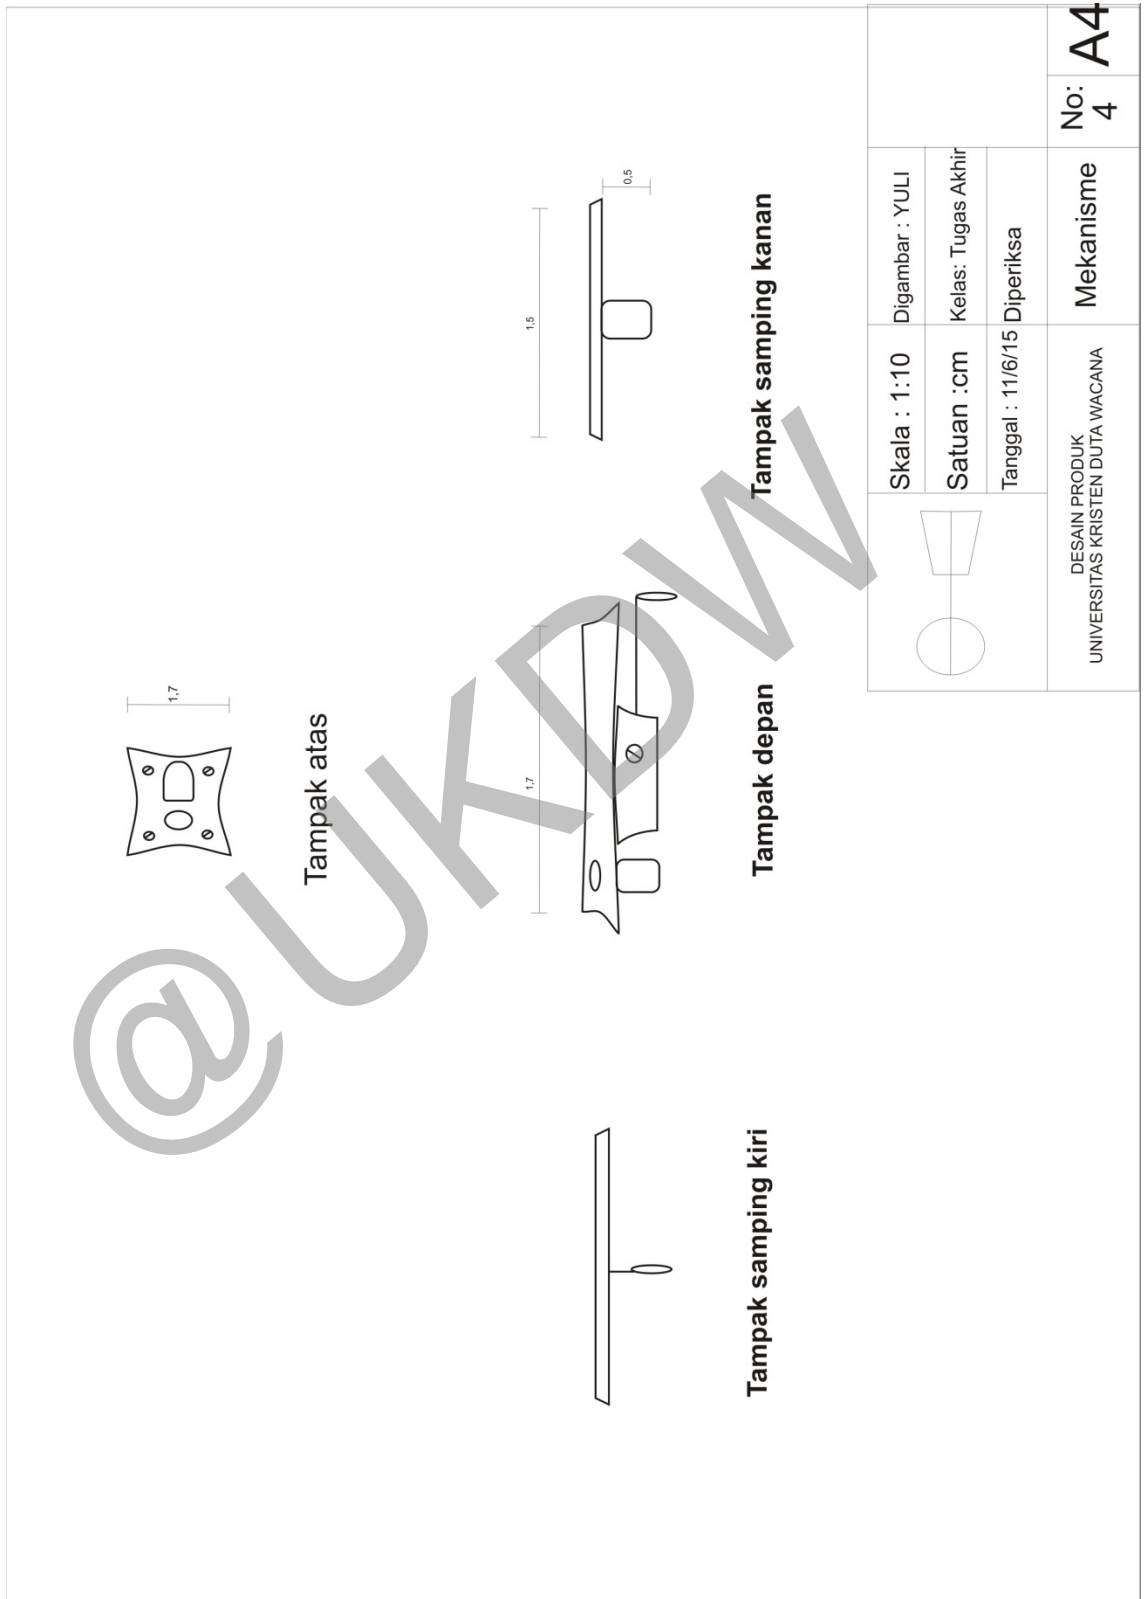 1,7
Tampak atas
1,7
1,5
0,5
Tampak samping kiri
Tampak depan
Tampak samping kanan
@UKDW
Skala : 1:10
Digambar : YULI
Satuan :cm
Kelas: Tugas Akhir
Tanggal : 11/6/15
Diperiksa
DESAIN PRODUK
UNIVERSITAS KRISTEN DUTA WACANA
Mekanisme
No:
4
A4